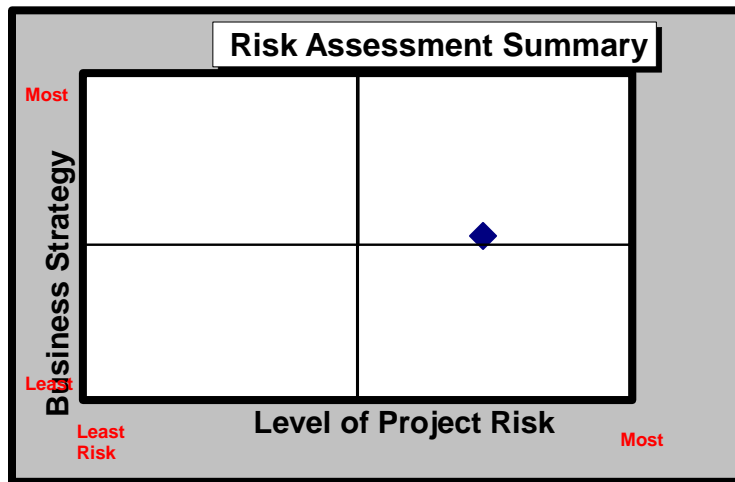 Risk Assessment Summary
Most
Business Strategy
Least
Least
Risk
Level of Project Risk
Most